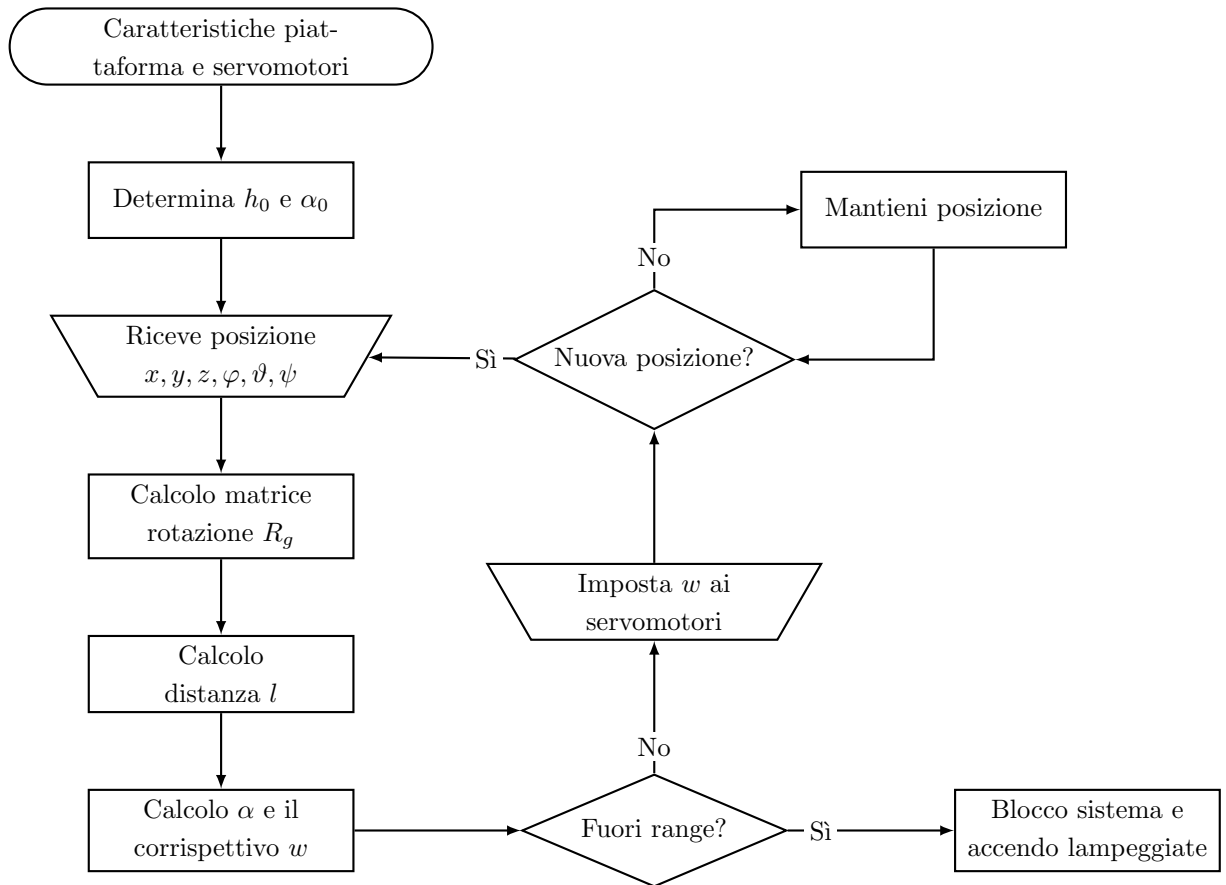 Caratteristiche piat-
taforma e servomotori
Determina h₀ e α₀
Mantieni posizione
No
Riceve posizione
x, y, z, φ, ϑ, ψ
Sì
Nuova posizione?
Calcolo matrice
rotazione R_g
Imposta w ai
servomotori
Calcolo
distanza l
No
Calcolo α e il
corrispettivo w
Fuori range?
Sì
Blocco sistema e
accendo lampeggiate